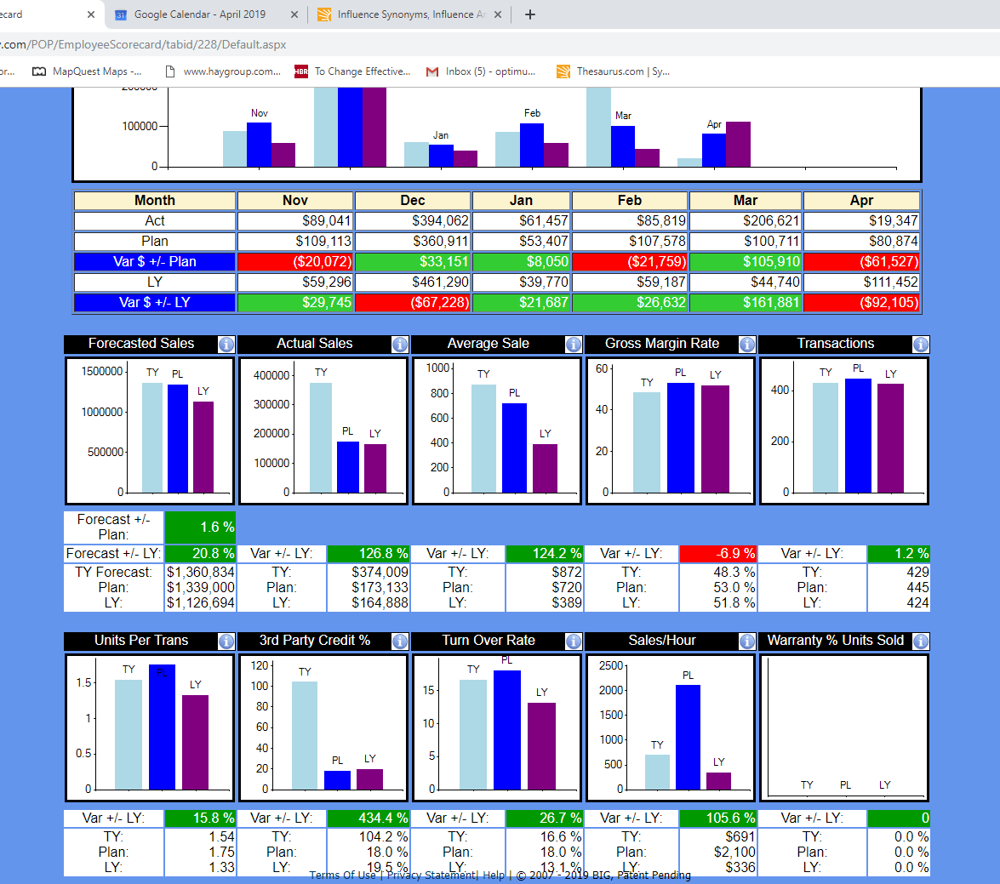 ecard Google Calendar - April 2019 Influence Synonyms, Influence A
.com/POP/EmployeeScorecard/tabid/228/Default.aspx
or... MapQuest Maps -... www.haygroup.com... HBR To Change Effective... Inbox (5) - optimu... Thesaurus.com | Sy...
200000
Nov Jan Feb Mar Apr
100000
0
Month Nov Dec Jan Feb Mar Apr
Act $89,041 $394,062 $61,457 $85,819 $206,621 $19,347
Plan $109,113 $360,911 $53,407 $107,578 $100,711 $80,874
Var $ +/- Plan ($20,072) $33,151 $8,050 ($21,759) $105,910 ($61,527)
LY $59,296 $461,290 $39,770 $59,187 $44,740 $111,452
Var $ +/- LY $29,745 ($67,228) $21,687 $26,632 $161,881 ($92,105)
Forecasted Sales Actual Sales Average Sale Gross Margin Rate Transactions
1500000 TY PL LY
1000000
500000
0
400000 TY PL LY
300000
200000
100000
0
1000 TY PL LY
800
600
400
200
0
60 TY PL LY
40
20
0
400 TY PL LY
200
0
Forecast +/-
Plan: 1.6 %
Forecast +/- LY: 20.8 % Var +/- LY: 126.8 % Var +/- LY: 124.2 % Var +/- LY: -6.9 % Var +/- LY: 1.2 %
TY Forecast: $1,360,834 TY: $374,009 TY: $872 TY: 48.3 % TY: 429
Plan: $1,339,000 Plan: $173,133 Plan: $720 Plan: 53.0 % Plan: 445
LY: $1,126,694 LY: $164,888 LY: $389 LY: 51.8 % LY: 424
Units Per Trans 3rd Party Credit % Turn Over Rate Sales/Hour Warranty % Units Sold
TY PL LY
1.5
1
0.5
0
120 TY PL LY
100
80
60
40
20
0
TY PL LY
15
10
5
0
2500 TY PL LY
2000
1500
1000
500
0
TY PL LY
Var +/- LY: 15.8 % Var +/- LY: 434.4 % Var +/- LY: 26.7 % Var +/- LY: 105.6 % Var +/- LY: 0
TY: 1.54 TY: 104.2 % TY: 16.6 % TY: $691 TY: 0.0 %
Plan: 1.75 Plan: 18.0 % Plan: 18.0 % Plan: $2,100 Plan: 0.0 %
LY: 1.33 LY: 19.5 % LY: 13.1 % LY: $336 LY: 0.0 %
Terms Of Use | Privacy Statement| Help | © 2007 - 2019 BIG, Patent Pending